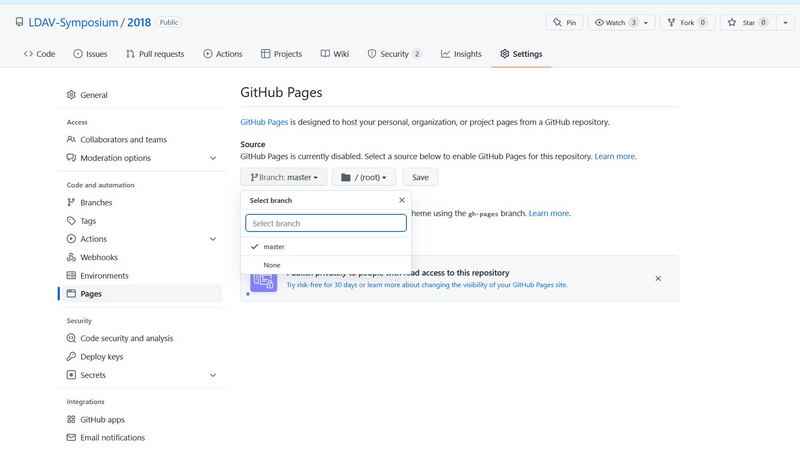 LDAV-Symposium / 2018 Public
Pin Watch 3 Fork 0 Star 0
Code Issues Pull requests Actions Projects Wiki Security 2 Insights Settings
General
Access
Collaborators and teams
Moderation options
Code and automation
Branches
Tags
Actions
Webhooks
Environments
Pages
Security
Code security and analysis
Deploy keys
Secrets
Integrations
GitHub apps
Email notifications
GitHub Pages
GitHub Pages is designed to host your personal, organization, or project pages from a GitHub repository.
Source
GitHub Pages is currently disabled. Select a source below to enable GitHub Pages for this repository. Learn more.
Branch: master / (root) Save
Select branch
Select branch
master
None
heme using the gh-pages branch. Learn more.
Publish privately to people with read access to this repository
Try risk-free for 30 days or learn more about changing the visibility of your GitHub Pages site.